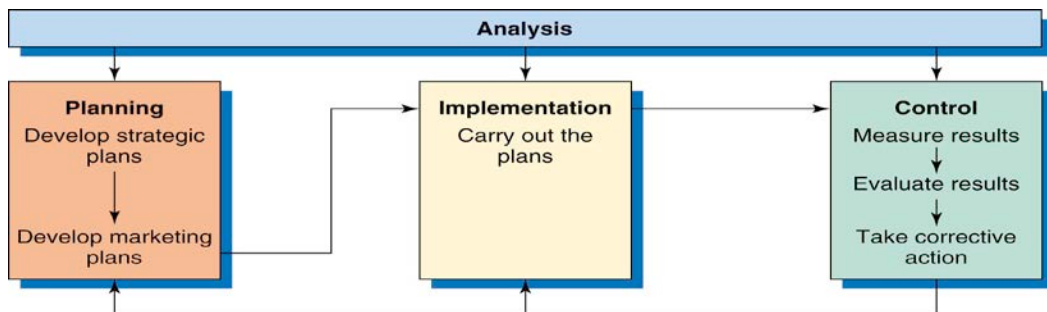 Analysis
Planning
Develop strategic
plans
Develop marketing
plans
Implementation
Carry out the
plans
Control
Measure results
Evaluate results
Take corrective
action